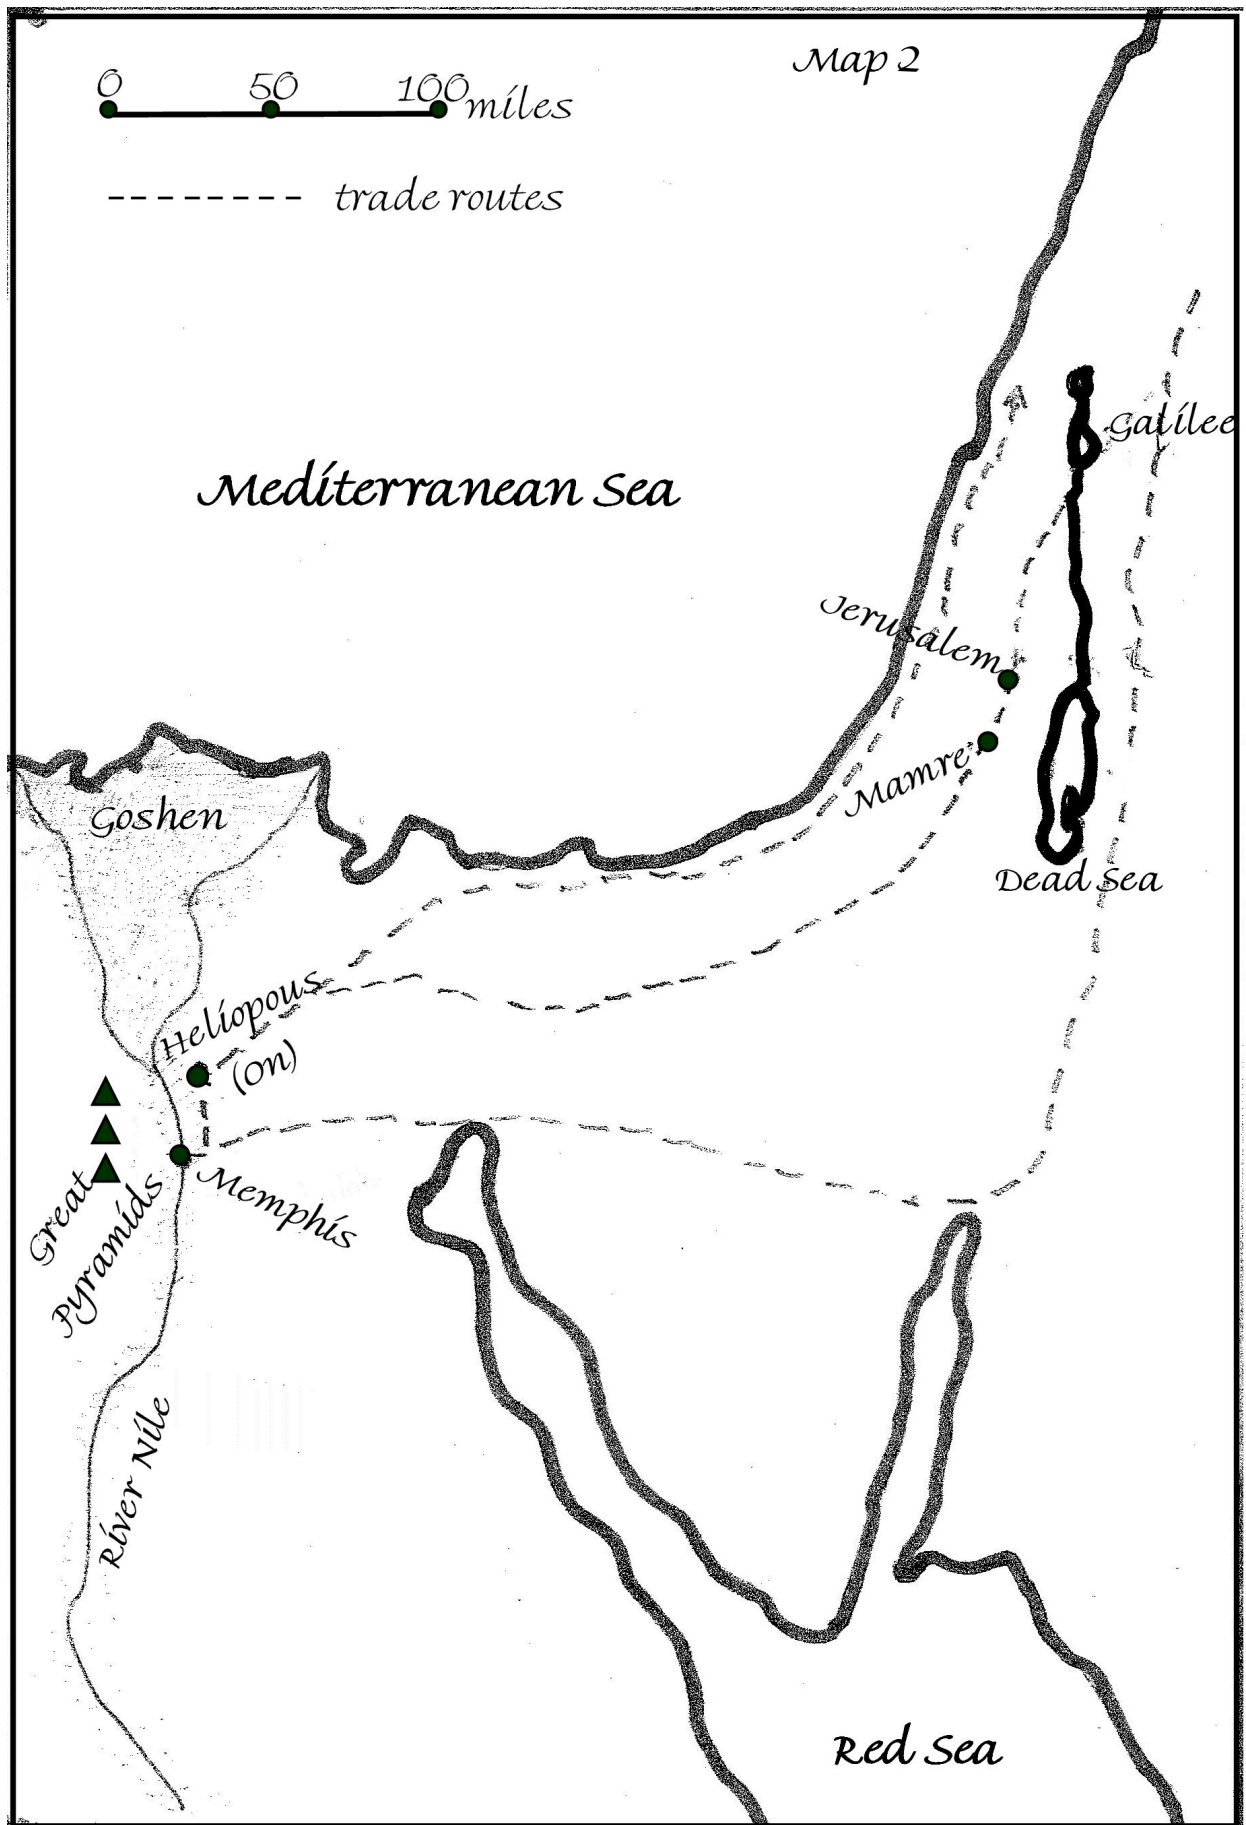 Map 2
0 50 100 miles
trade routes
Galilee
Mediterranean Sea
Jerusalem
Mamre
Goshen
Dead Sea
Heliopous
(On)
Memphis
Great
Pyramids
River Nile
Red Sea